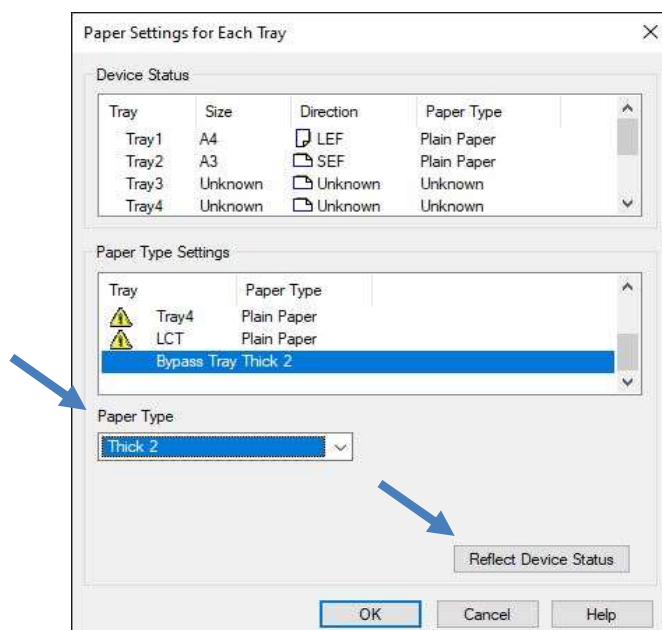 Paper Settings for Each Tray
Device Status
Tray Size Direction Paper Type
Tray1 A4 LEF Plain Paper
Tray2 A3 SEF Plain Paper
Tray3 Unknown Unknown Unknown
Tray4 Unknown Unknown Unknown
Paper Type Settings
Tray Paper Type
Tray4 Plain Paper
LCT Plain Paper
Bypass Tray Thick 2
Paper Type
Thick 2
Reflect Device Status
OK Cancel Help